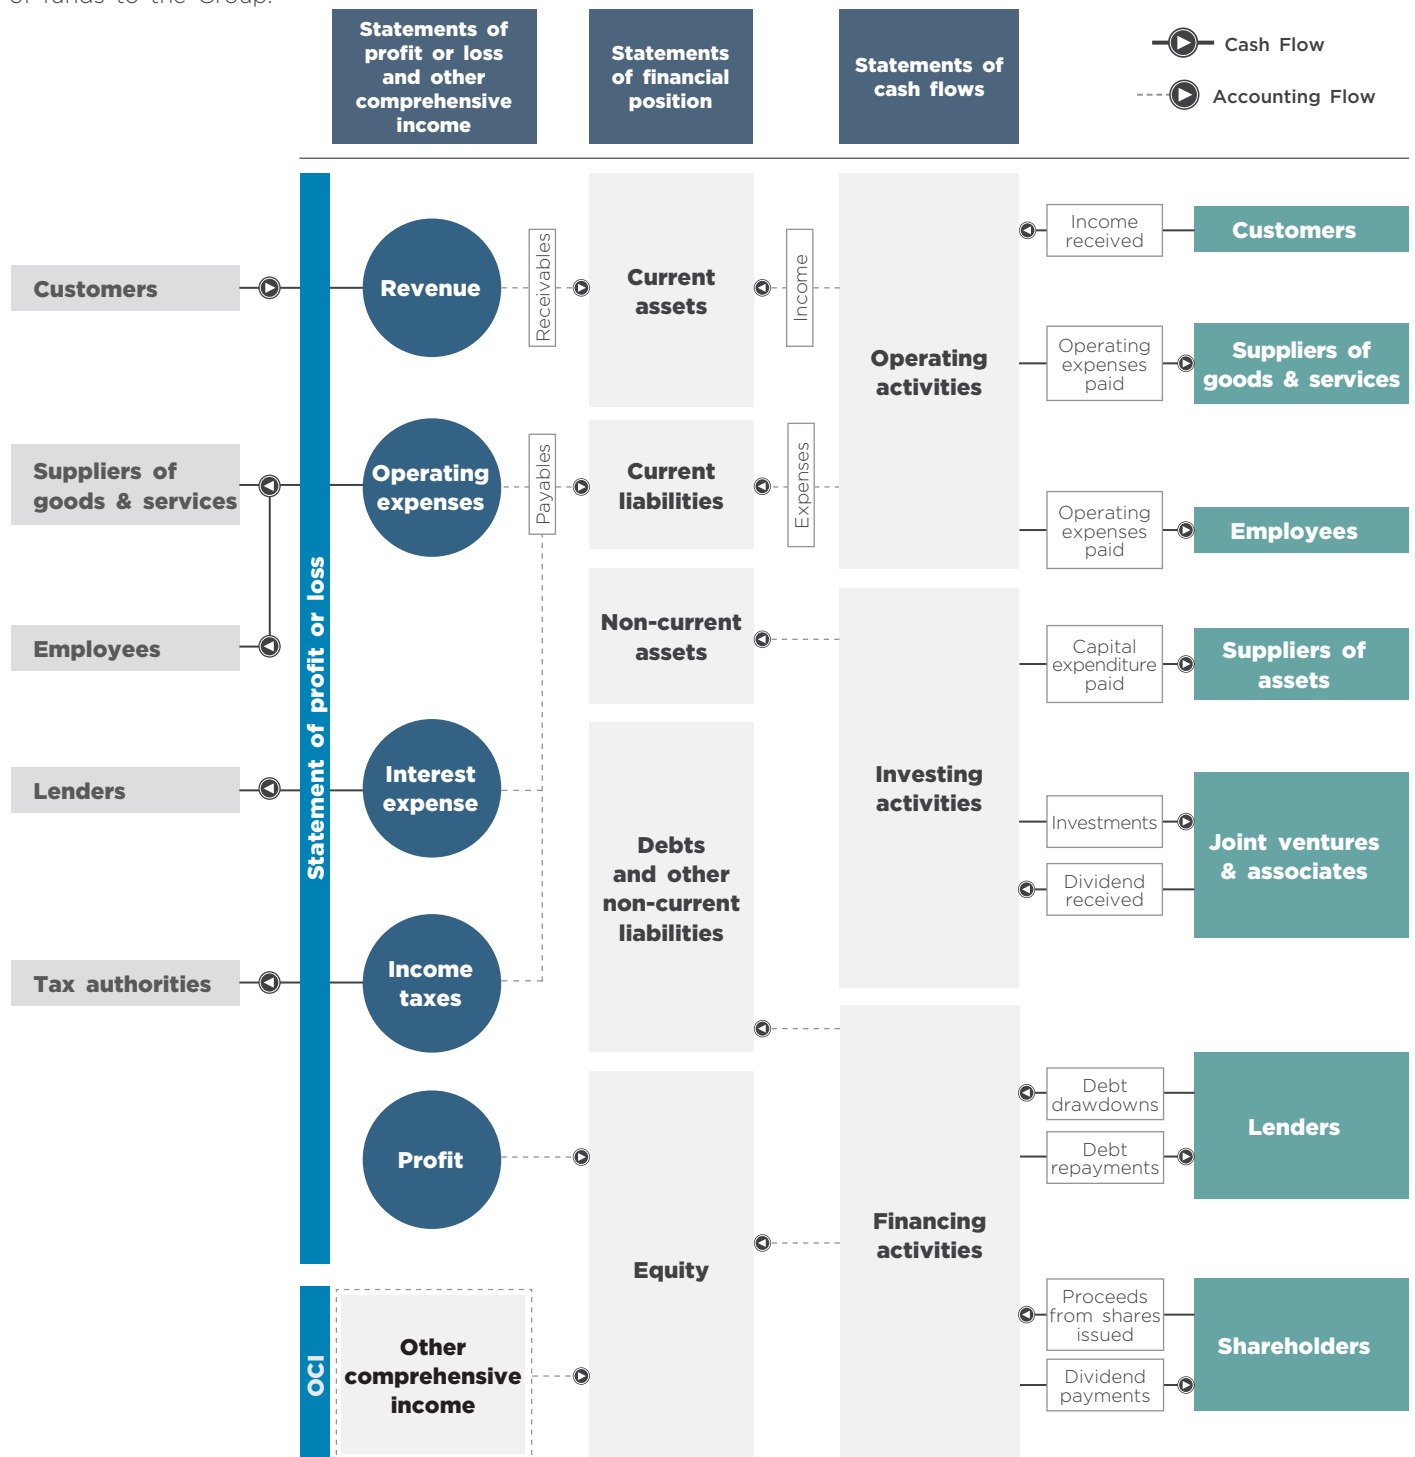 of funds to the Group.
Statements of
profit or loss
and other
comprehensive
income
Statements
of financial
position
Statements of
cash flows
Cash Flow
Accounting Flow
Statement of profit or loss
OCI
Customers
Suppliers of
goods & services
Employees
Lenders
Tax authorities
Revenue
Operating
expenses
Interest
expense
Income
taxes
Profit
Other
comprehensive
income
Receivables
Payables
Current
assets
Current
liabilities
Non-current
assets
Debts
and other
non-current
liabilities
Equity
Income
Expenses
Operating
activities
Investing
activities
Financing
activities
Income
received
Operating
expenses
paid
Operating
expenses
paid
Capital
expenditure
paid
Investments
Dividend
received
Debt
drawdowns
Debt
repayments
Proceeds
from shares
issued
Dividend
payments
Customers
Suppliers of
goods & services
Employees
Suppliers of
assets
Joint ventures
& associates
Lenders
Shareholders